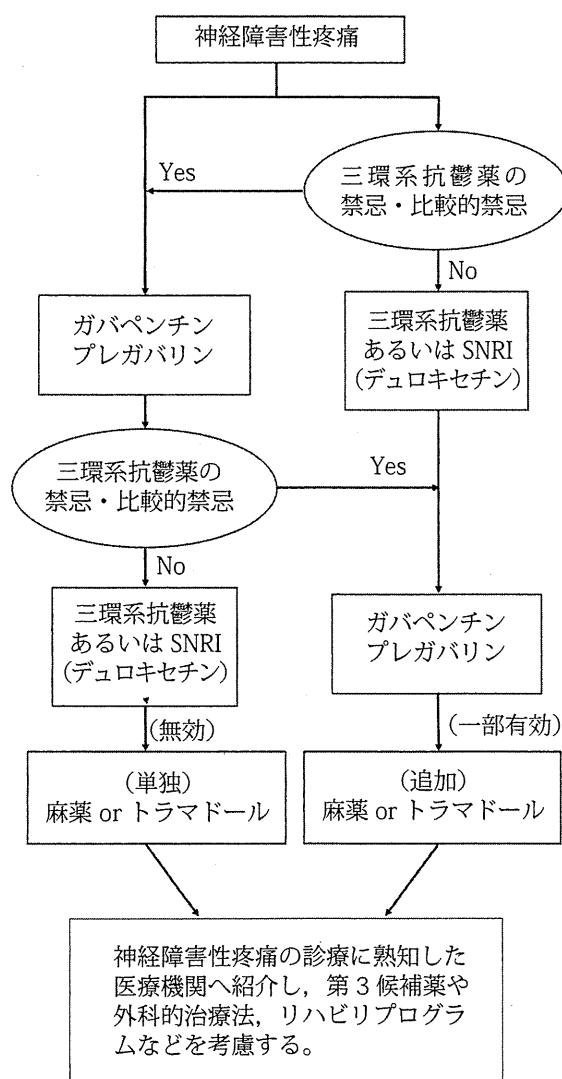 神経障害性疼痛
Yes
三環系抗鬱薬の
禁忌・比較的禁忌
No
ガバペンチン
プレガバリン
三環系抗鬱薬
あるいは SNRI
(デュロキセチン)
三環系抗鬱薬の
禁忌・比較的禁忌
Yes
No
三環系抗鬱薬
あるいは SNRI
(デュロキセチン)
ガバペンチン
プレガバリン
(無効)
(一部有効)
(単独)
麻薬 or トラマドール
(追加)
麻薬 or トラマドール
神経障害性疼痛の診療に熟知した
医療機関へ紹介し，第3候補薬や
外科的治療法，リハビリプログラ
ムなどを考慮する。